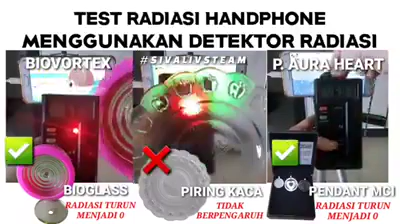 TEST RADIASI HANDPHONE
MENGGUNAKAN DETEKTOR RADIASI
BIOVORTEX
#SIVALIVSTEAM
P. AURA HEART
BIOGLASS
RADIASI TURUN
MENJADI 0
PIRING KACA
TIDAK
BERPENGARUH
PENDANT MCI
RADIASI TURUN
MENJADI 0